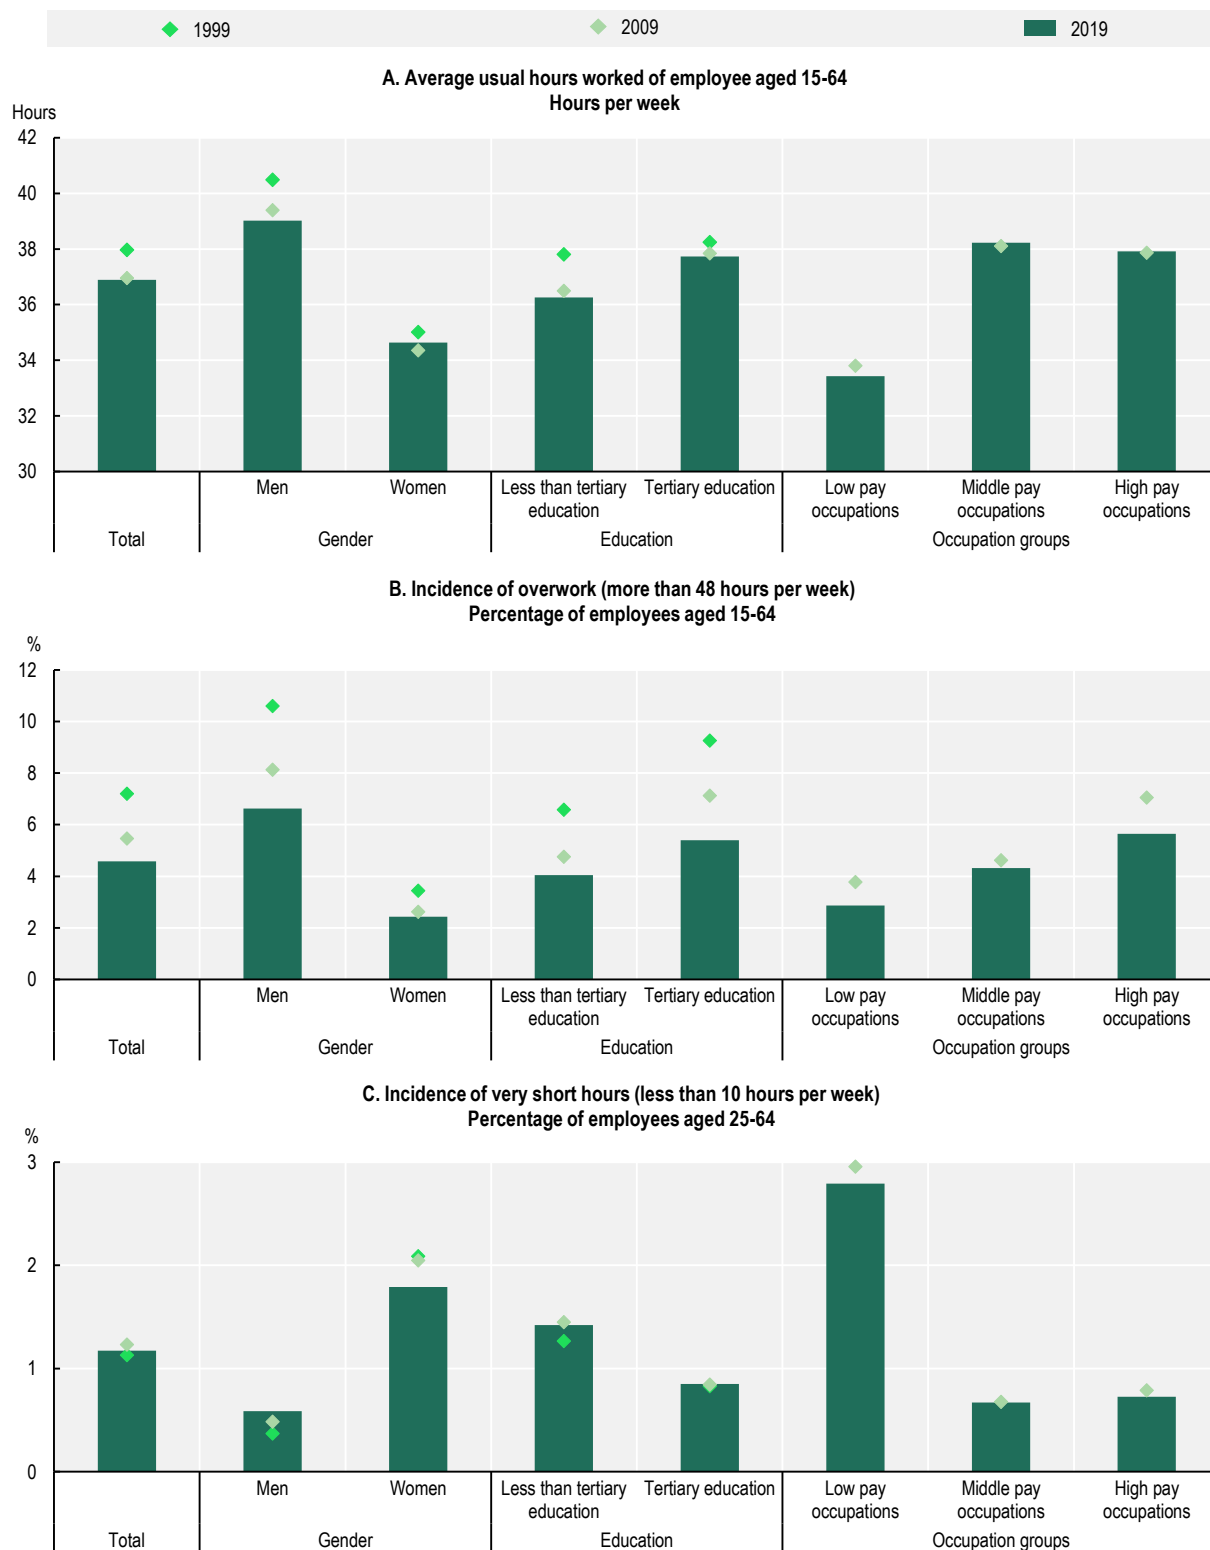 1999 2009 2019
A. Average usual hours worked of employee aged 15-64
Hours per week
Hours
42
40
38
36
34
32
30
Men Women Less than tertiary education Tertiary education Low pay occupations Middle pay occupations High pay occupations
Total Gender Education Occupation groups
B. Incidence of overwork (more than 48 hours per week)
Percentage of employees aged 15-64
%
12
10
8
6
4
2
0
Men Women Less than tertiary education Tertiary education Low pay occupations Middle pay occupations High pay occupations
Total Gender Education Occupation groups
C. Incidence of very short hours (less than 10 hours per week)
Percentage of employees aged 25-64
%
3
2
1
0
Men Women Less than tertiary education Tertiary education Low pay occupations Middle pay occupations High pay occupations
Total Gender Education Occupation groups